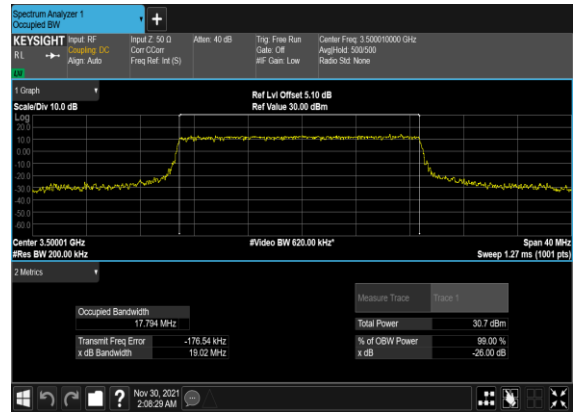 Spectrum Analyzer 1
Occupied BW
+
KEYSIGHT Input: RF Input Z: 50 Ω Atten: 40 dB Trig: Free Run Center Freq: 3.500010000 GHz
RL Coupling: DC Corr CCorr Gate: Off Avg|Hold: 500/500
Align: Auto Freq Ref: Int (S) #IF Gain: Low Radio Std: None
LW
1 Graph
Ref Lvl Offset 5.10 dB
Scale/Div 10.0 dB Ref Value 30.00 dBm
Log
20.0
10.0
0.00
-10.0
-20.0
-30.0
-40.0
-50.0
-60.0
Center 3.50001 GHz #Video BW 620.00 kHz* Span 40 MHz
#Res BW 200.00 kHz Sweep 1.27 ms (1001 pts)
2 Metrics
Measure Trace Trace 1
Occupied Bandwidth
17.794 MHz
Total Power 30.7 dBm
Transmit Freq Error -176.54 kHz % of OBW Power 99.00 %
x dB Bandwidth 19.02 MHz x dB -26.00 dB
? Nov 30, 2021
2:08:29 AM